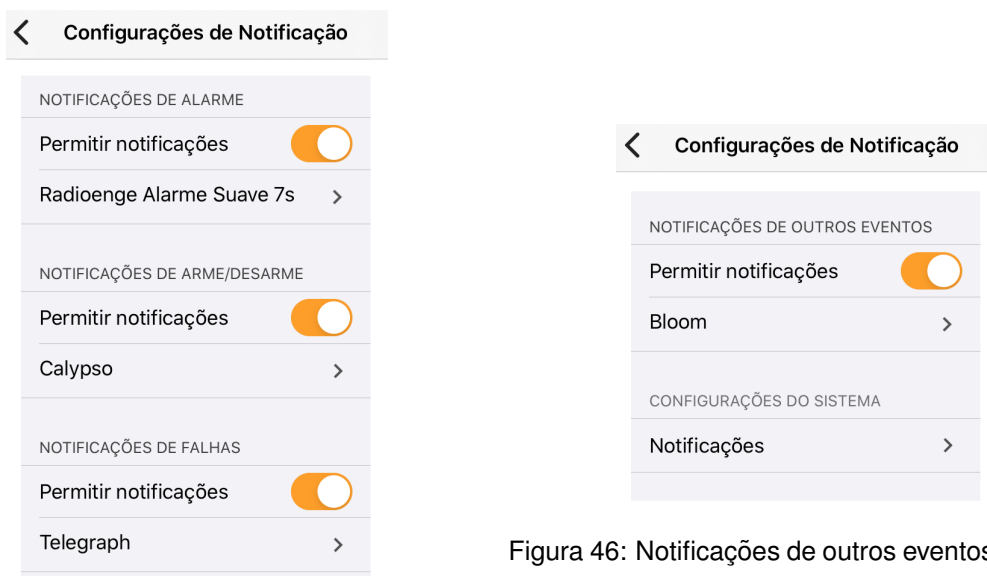 Configurações de Notificação
NOTIFICAÇÕES DE ALARME
Permitir notificações
Radioenge Alarme Suave 7s
NOTIFICAÇÕES DE ARME/DESARME
Permitir notificações
Calypso
NOTIFICAÇÕES DE FALHAS
Permitir notificações
Telegraph
Configurações de Notificação
NOTIFICAÇÕES DE OUTROS EVENTOS
Permitir notificações
Bloom
CONFIGURAÇÕES DO SISTEMA
Notificações
Figura 46: Notificações de outros eventos